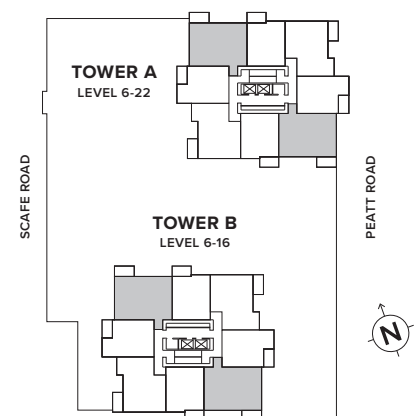 TOWER A
LEVEL 6-22
SCAFE ROAD
PEATT ROAD
TOWER B
LEVEL 6-16
N